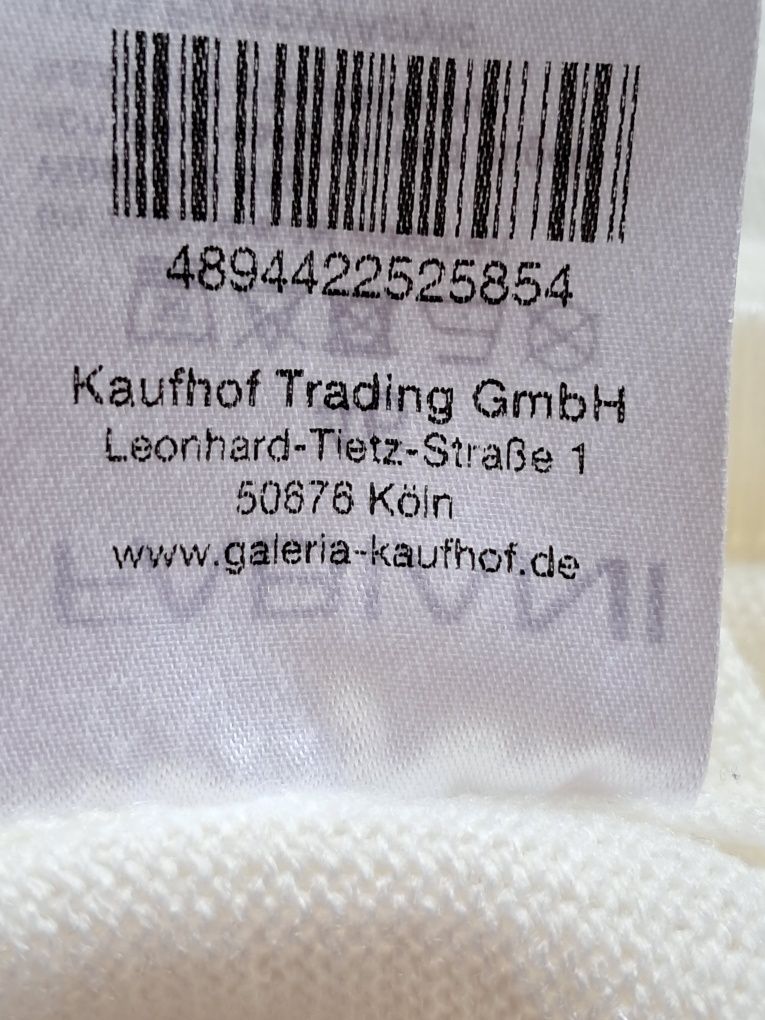 4894422525854
Kaufhof Trading GmbH
Leonhard-Tietz-Straße 1
50676 Köln
www.galeria-kaufhof.de